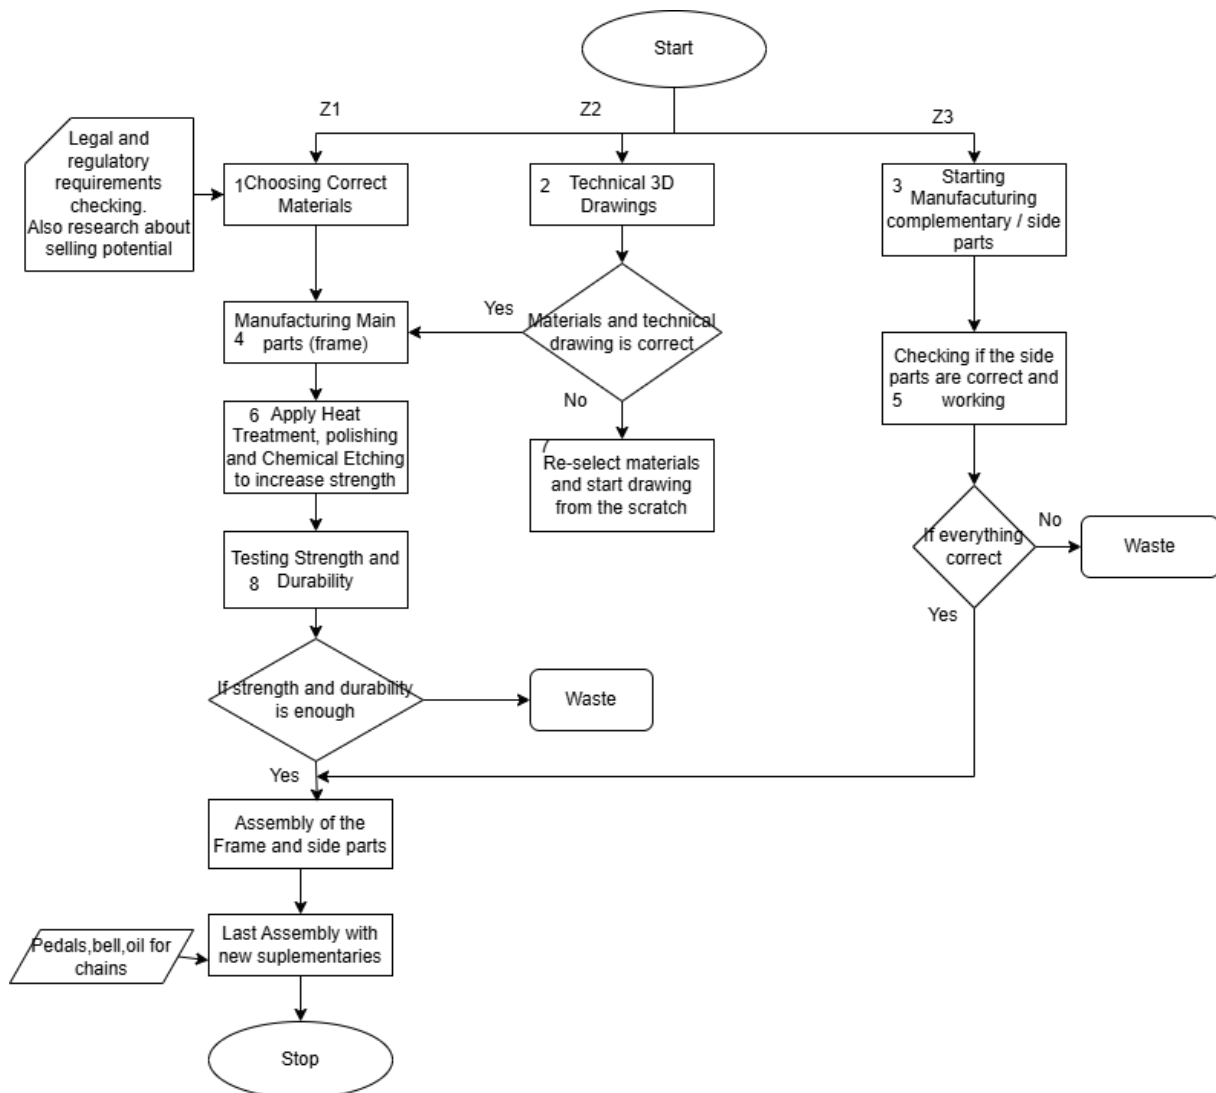 Start
Z1
Z2
Z3
Legal and
regulatory
requirements
checking.
Also research about
selling potential
1 Choosing Correct
Materials
2 Technical 3D
Drawings
3 Starting
Manufacuturing
complementary / side
parts
Yes
Manufacturing Main
4 parts (frame)
Materials and technical
drawing is correct
Checking if the side
parts are correct and
5 working
No
6 Apply Heat
Treatment, polishing
and Chemical Etching
to increase strength
7
Re-select materials
and start drawing
from the scratch
If everything
correct
No
Waste
Yes
Testing Strength and
8 Durability
If strength and durability
is enough
Waste
Yes
Assembly of the
Frame and side parts
Pedals,bell,oil for
chains
Last Assembly with
new suplementaries
Stop